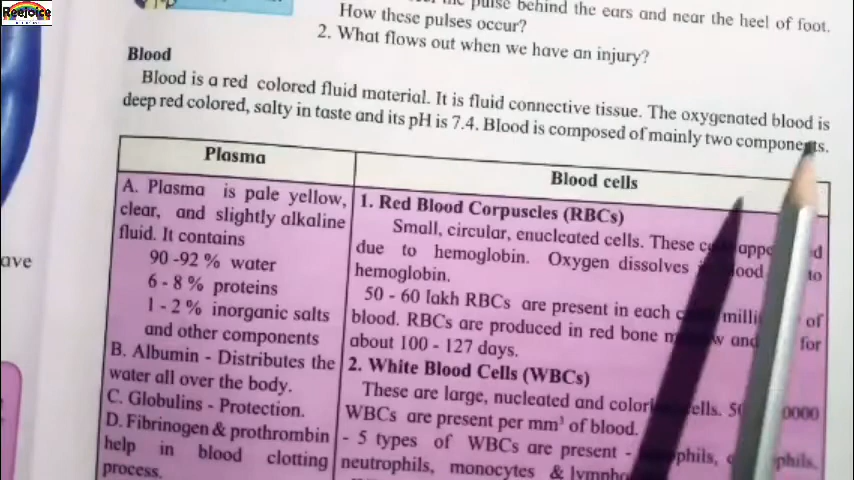 Reejoice
pulse behind the ears and near the heel of foot.
How these pulses occur?
2. What flows out when we have an injury?
Blood
Blood is a red colored fluid material. It is fluid connective tissue. The oxygenated blood is
deep red colored, salty in taste and its pH is 7.4. Blood is composed of mainly two components.
Plasma
A. Plasma is pale yellow,
clear, and slightly alkaline
fluid. It contains
90 -92 % water
6 - 8 % proteins
1 - 2 % inorganic salts
and other components
B. Albumin - Distributes the
water all over the body.
C. Globulins - Protection.
D. Fibrinogen & prothrombin
help in blood clotting
process.
Blood cells
1. Red Blood Corpuscles (RBCs)
Small, circular, enucleated cells. These
due to hemoglobin. Oxygen dissolves to
hemoglobin.
50 - 60 lakh RBCs are present in each of
blood. RBCs are produced in red bone and for
about 100 - 127 days.
2. White Blood Cells (WBCs)
These are large, nucleated and
WBCs are present per mm³ of blood.
- 5 types of WBCs are present -
neutrophils, monocytes &
ave